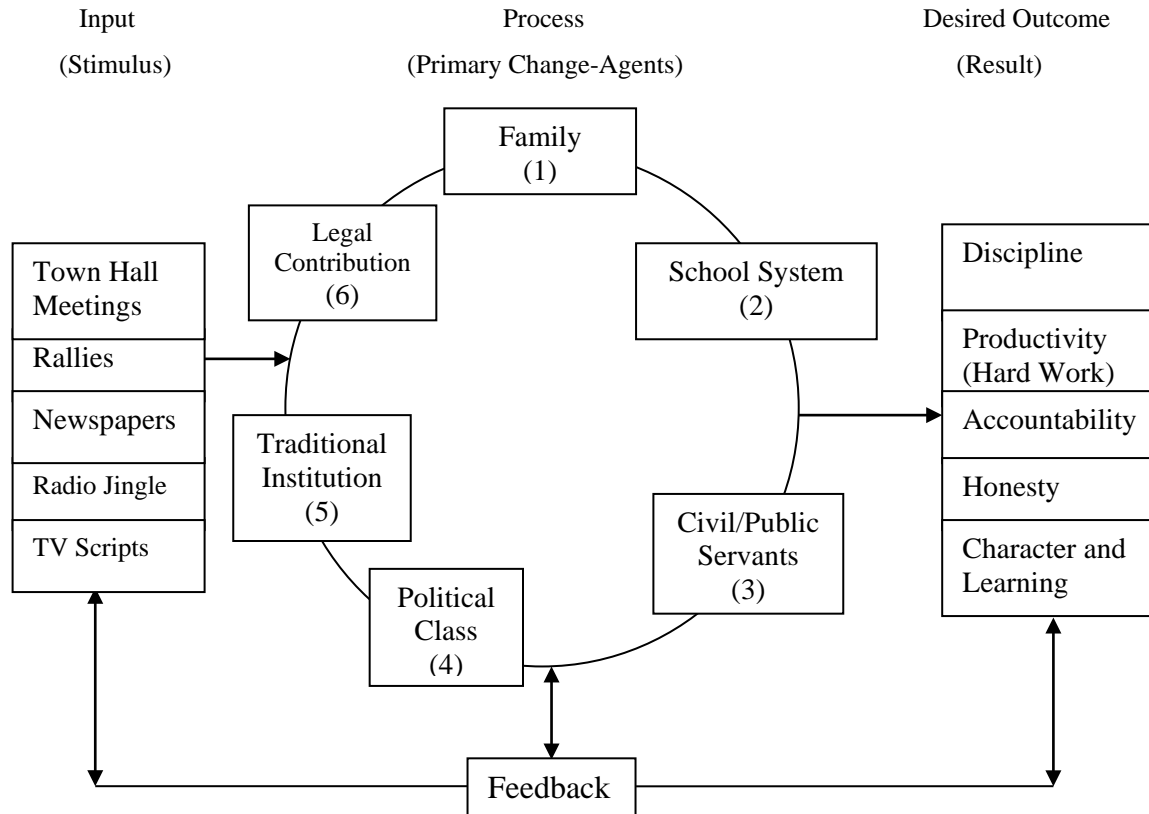 Input
(Stimulus)
Process
(Primary Change-Agents)
Desired Outcome
(Result)
Town Hall
Meetings
Rallies
Newspapers
Radio Jingle
TV Scripts
Family
(1)
School System
(2)
Civil/Public
Servants
(3)
Political
Class
(4)
Traditional
Institution
(5)
Legal
Contribution
(6)
Discipline
Productivity
(Hard Work)
Accountability
Honesty
Character and
Learning
Feedback